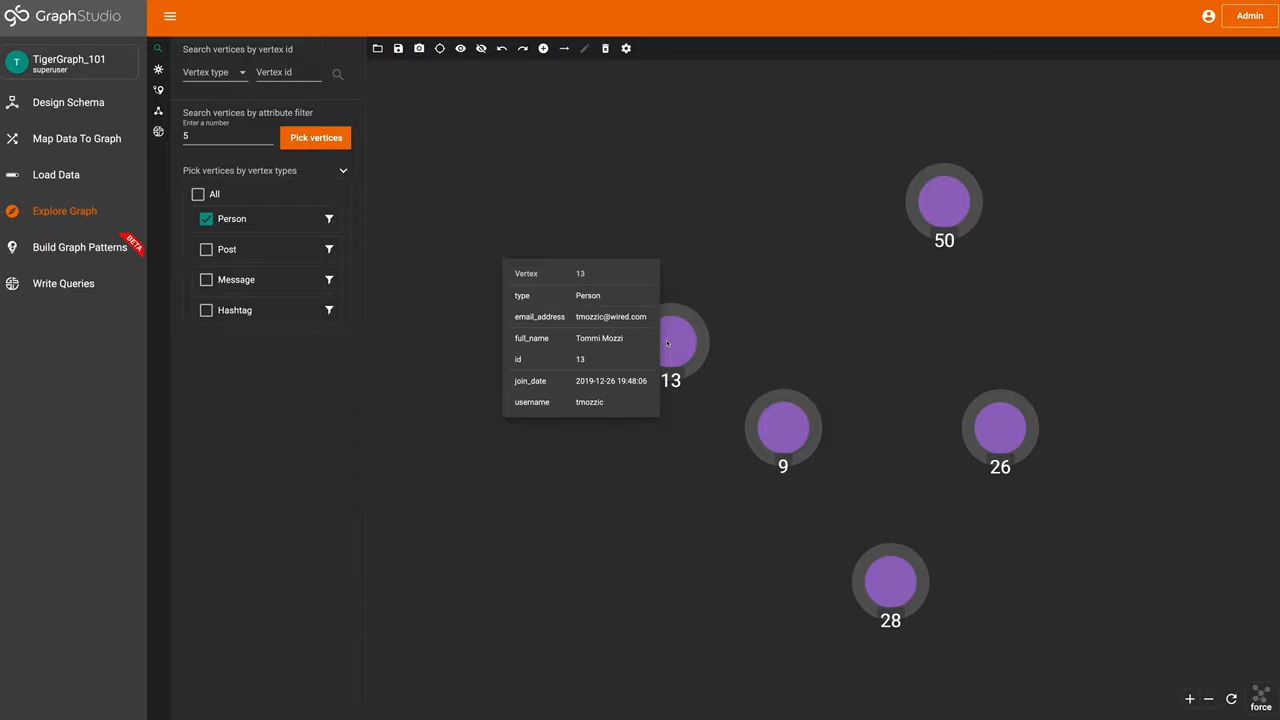 GraphStudio
Admin
TigerGraph_101
superuser
T
Design Schema
Map Data To Graph
Load Data
Explore Graph
Build Graph Patterns
BETA
Write Queries
Search vertices by vertex id
Vertex type
Vertex id
Search vertices by attribute filter
Enter a number
5
Pick vertices
Pick vertices by vertex types
All
Person
Post
Message
Hashtag
Vertex 13
type Person
email_address tmozzic@wired.com
full_name Tommi Mozzi
id 13
join_date 2019-12-26 19:48:06
username tmozzic
50
13
9
26
28
force